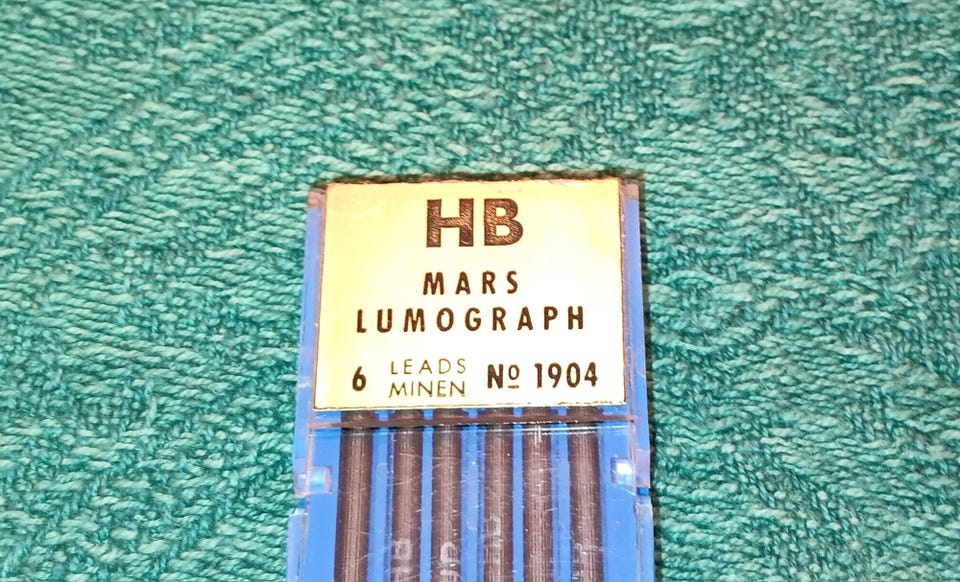 HB
MARS
LUMOGRAPH
6 LEADS MINEN Nº 1904